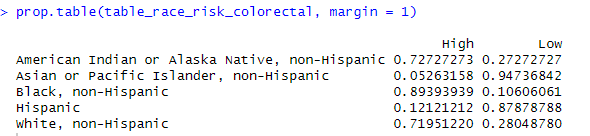 > prop.table(table_race_risk_colorectal, margin = 1)
High Low
American Indian or Alaska Native, non-Hispanic 0.72727273 0.27272727
Asian or Pacific Islander, non-Hispanic 0.05263158 0.94736842
Black, non-Hispanic 0.89393939 0.10606061
Hispanic 0.12121212 0.87878788
White, non-Hispanic 0.71951220 0.28048780